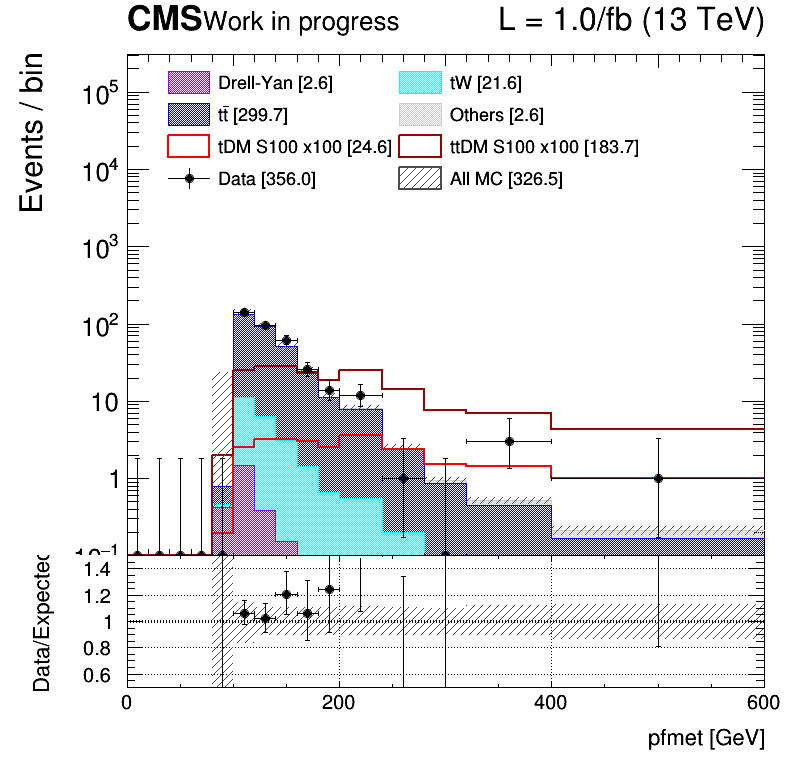 CMS Work in progress L = 1.0/fb (13 TeV)
Events / bin
10⁵
10⁴
10³
10²
10
1
10⁻¹
Drell-Yan [2.6] tW [21.6]
tt̄ [299.7] Others [2.6]
tDM S100 x100 [24.6] ttDM S100 x100 [183.7]
Data [356.0] All MC [326.5]
Data/Expected
1.4
1.2
1
0.8
0.6
0 200 400 600
pfmet [GeV]